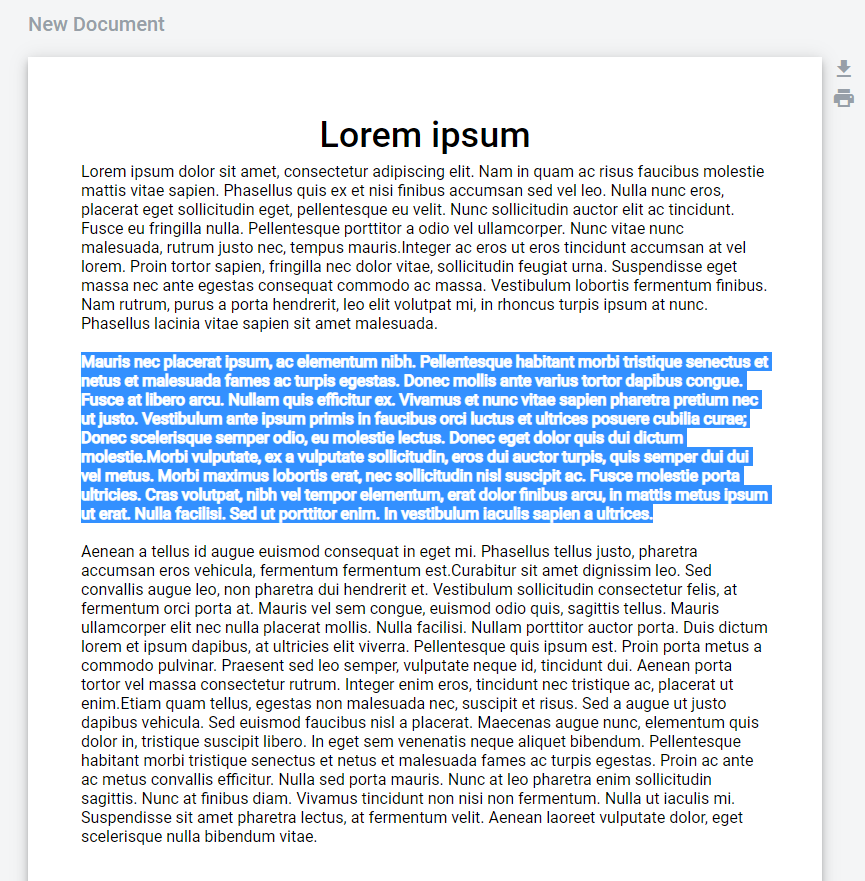 New Document
Lorem ipsum
Lorem ipsum dolor sit amet, consectetur adipiscing elit. Nam in quam ac risus faucibus molestie
mattis vitae sapien. Phasellus quis ex et nisi finibus accumsan sed vel leo. Nulla nunc eros,
placerat eget sollicitudin eget, pellentesque eu velit. Nunc sollicitudin auctor elit ac tincidunt.
Fusce eu fringilla nulla. Pellentesque porttitor a odio vel ullamcorper. Nunc vitae nunc
malesuada, rutrum justo nec, tempus mauris.Integer ac eros ut eros tincidunt accumsan at vel
lorem. Proin tortor sapien, fringilla nec dolor vitae, sollicitudin feugiat urna. Suspendisse eget
massa nec ante egestas consequat commodo ac massa. Vestibulum lobortis fermentum finibus.
Nam rutrum, purus a porta hendrerit, leo elit volutpat mi, in rhoncus turpis ipsum at nunc.
Phasellus lacinia vitae sapien sit amet malesuada.
Mauris nec placerat ipsum, ac elementum nibh. Pellentesque habitant morbi tristique senectus et
netus et malesuada fames ac turpis egestas. Donec mollis ante varius tortor dapibus congue.
Fusce at libero arcu. Nullam quis efficitur ex. Vivamus et nunc vitae sapien pharetra pretium nec
ut justo. Vestibulum ante ipsum primis in faucibus orci luctus et ultrices posuere cubilia curae;
Donec scelerisque semper odio, eu molestie lectus. Donec eget dolor quis dui dictum
molestie.Morbi vulputate, ex a vulputate sollicitudin, eros dui auctor turpis, quis semper dui dui
vel metus. Morbi maximus lobortis erat, nec sollicitudin nisl suscipit ac. Fusce molestie porta
ultricies. Cras volutpat, nibh vel tempor elementum, erat dolor finibus arcu, in mattis metus ipsum
ut erat. Nulla facilisi. Sed ut porttitor enim. In vestibulum iaculis sapien a ultrices.
Aenean a tellus id augue euismod consequat in eget mi. Phasellus tellus justo, pharetra
accumsan eros vehicula, fermentum fermentum est.Curabitur sit amet dignissim leo. Sed
convallis augue leo, non pharetra dui hendrerit et. Vestibulum sollicitudin consectetur felis, at
fermentum orci porta at. Mauris vel sem congue, euismod odio quis, sagittis tellus. Mauris
ullamcorper elit nec nulla placerat mollis. Nulla facilisi. Nullam porttitor auctor porta. Duis dictum
lorem et ipsum dapibus, at ultricies elit viverra. Pellentesque quis ipsum est. Proin porta metus a
commodo pulvinar. Praesent sed leo semper, vulputate neque id, tincidunt dui. Aenean porta
tortor vel massa consectetur rutrum. Integer enim eros, tincidunt nec tristique ac, placerat ut
enim.Etiam quam tellus, egestas non malesuada nec, suscipit et risus. Sed a augue ut justo
dapibus vehicula. Sed euismod faucibus nisl a placerat. Maecenas augue nunc, elementum quis
dolor in, tristique suscipit libero. In eget sem venenatis neque aliquet bibendum. Pellentesque
habitant morbi tristique senectus et netus et malesuada fames ac turpis egestas. Proin ac ante
ac metus convallis efficitur. Nulla sed porta mauris. Nunc at leo pharetra enim sollicitudin
sagittis. Nunc at finibus diam. Vivamus tincidunt non nisi non fermentum. Nulla ut iaculis mi.
Suspendisse sit amet pharetra lectus, at fermentum velit. Aenean laoreet vulputate dolor, eget
scelerisque nulla bibendum vitae.